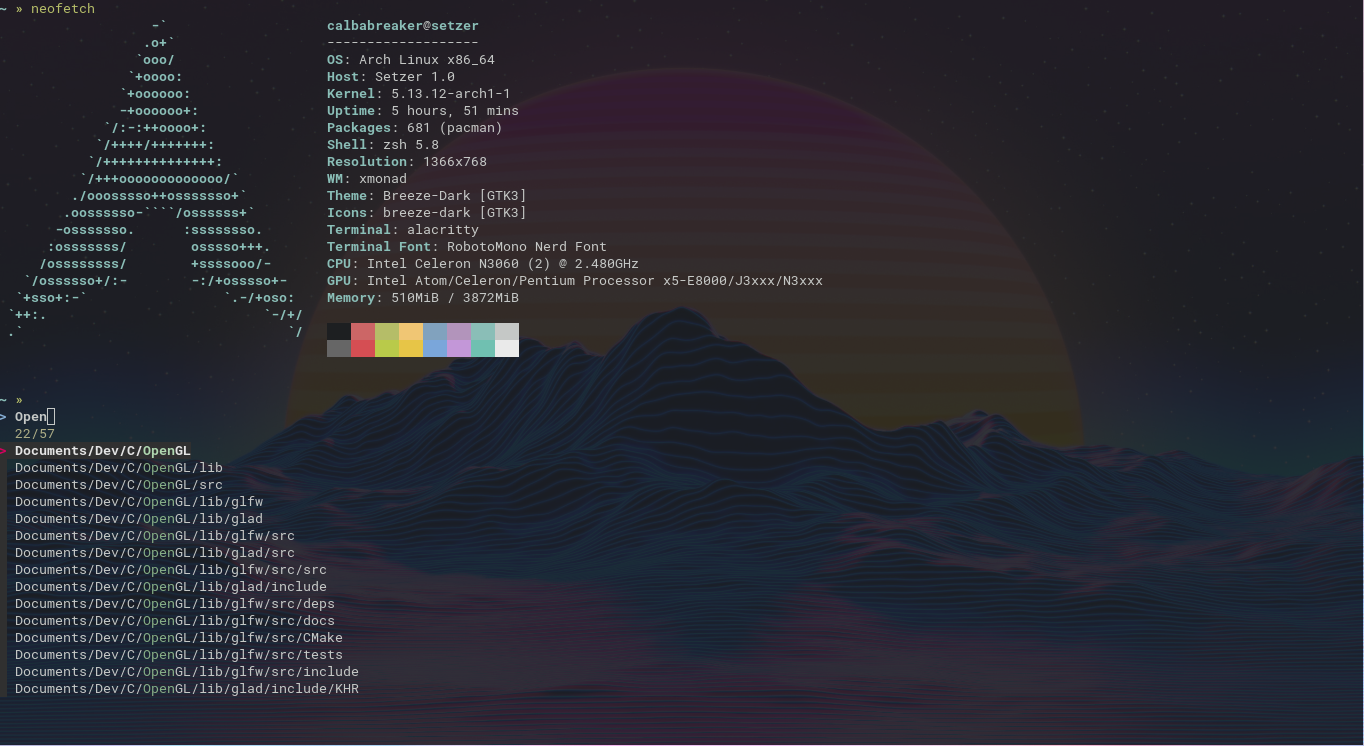 ~ » neofetch
                  -`
                 .o+`
                `ooo/
               `+oooo:
              `+oooooo:
              -+oooooo+:
            `/:-:++oooo+:
           `/++++/+++++++:
          `/++++++++++++++:
         `/+++ooooooooooooo/`
        ./ooosssso++osssssso+`
       .oossssso-````/ossssss+`
      -osssssso.      :ssssssso.
     :osssssss/        osssso+++.
    /ossssssss/        +ssssooo/-
  `/ossssso+/:-        -:/+osssso+-
 `+sso+:-`                 `.-/+oso:
`++:.                           `-/+/
.`                                 `/
calbabreaker@setzer
-------------------
OS: Arch Linux x86_64
Host: Setzer 1.0
Kernel: 5.13.12-arch1-1
Uptime: 5 hours, 51 mins
Packages: 681 (pacman)
Shell: zsh 5.8
Resolution: 1366x768
WM: xmonad
Theme: Breeze-Dark [GTK3]
Icons: breeze-dark [GTK3]
Terminal: alacritty
Terminal Font: RobotoMono Nerd Font
CPU: Intel Celeron N3060 (2) @ 2.480GHz
GPU: Intel Atom/Celeron/Pentium Processor x5-E8000/J3xxx/N3xxx
Memory: 510MiB / 3872MiB
~ »
> Open
22/57
> Documents/Dev/C/OpenGL
Documents/Dev/C/OpenGL/lib
Documents/Dev/C/OpenGL/src
Documents/Dev/C/OpenGL/lib/glfw
Documents/Dev/C/OpenGL/lib/glad
Documents/Dev/C/OpenGL/lib/glfw/src
Documents/Dev/C/OpenGL/lib/glad/src
Documents/Dev/C/OpenGL/lib/glfw/src/src
Documents/Dev/C/OpenGL/lib/glad/include
Documents/Dev/C/OpenGL/lib/glfw/src/deps
Documents/Dev/C/OpenGL/lib/glfw/src/docs
Documents/Dev/C/OpenGL/lib/glfw/src/CMake
Documents/Dev/C/OpenGL/lib/glfw/src/tests
Documents/Dev/C/OpenGL/lib/glfw/src/include
Documents/Dev/C/OpenGL/lib/glad/include/KHR